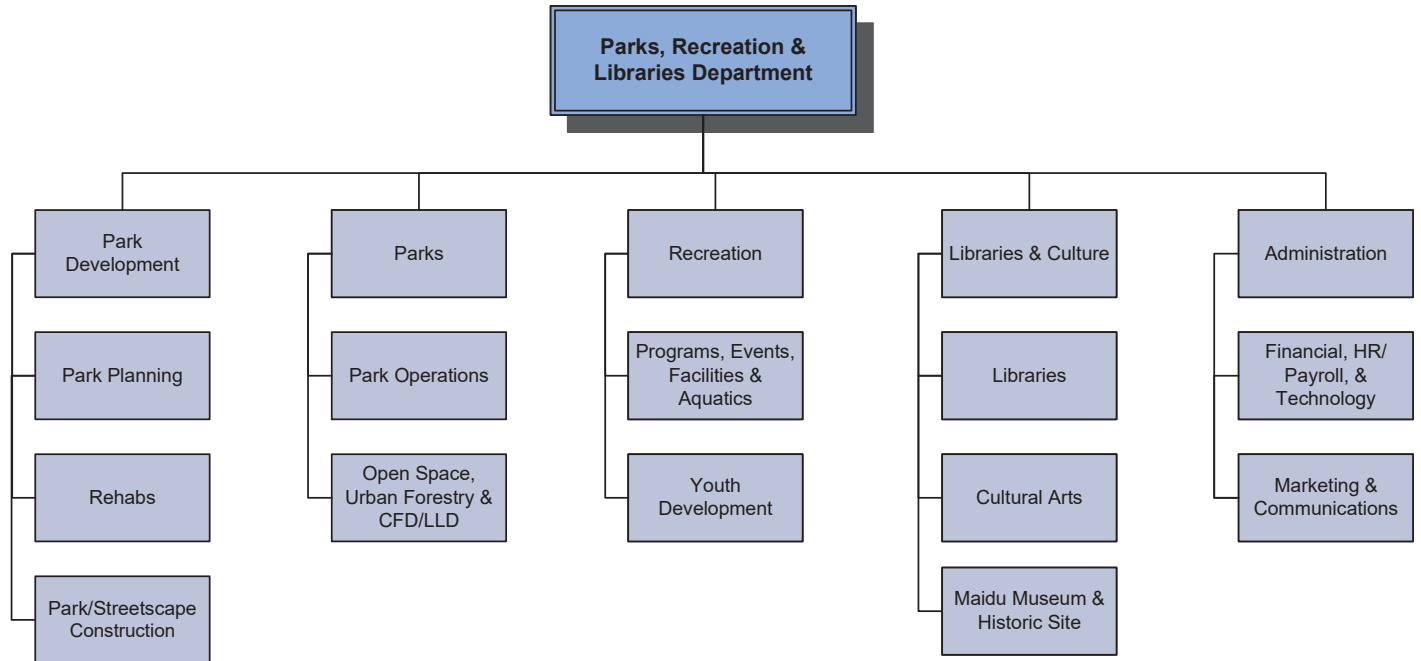 Parks, Recreation &
Libraries Department
Park
Development
Parks
Recreation
Libraries & Culture
Administration
Park Planning
Park Operations
Programs, Events,
Facilities &
Aquatics
Libraries
Financial, HR/
Payroll, &
Technology
Rehabs
Open Space,
Urban Forestry &
CFD/LLD
Youth
Development
Cultural Arts
Marketing &
Communications
Park/Streetscape
Construction
Maidu Museum &
Historic Site